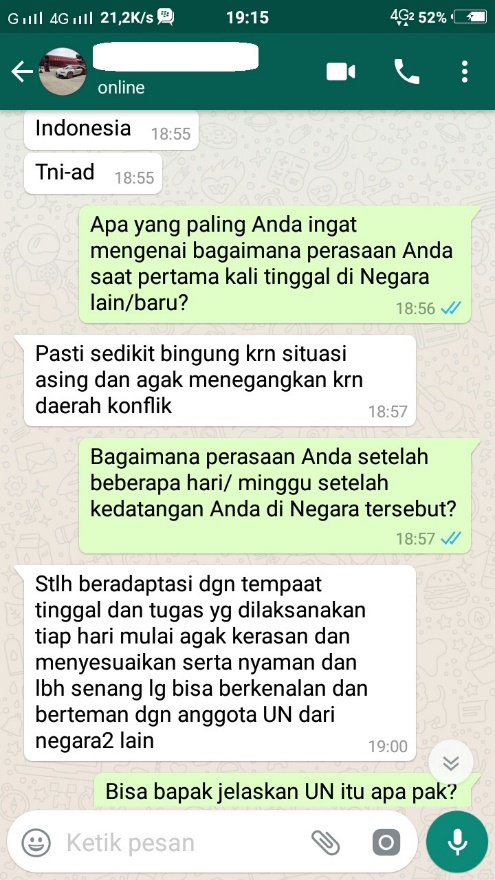 G 4G 21,2K/s 19:15 4G2 52%
online
Indonesia 18:55
Tni-ad 18:55
Apa yang paling Anda ingat
mengenai bagaimana perasaan Anda
saat pertama kali tinggal di Negara
lain/baru?
18:56
Pasti sedikit bingung krn situasi
asing dan agak menegangkan krn
daerah konflik
18:57
Bagaimana perasaan Anda setelah
beberapa hari/ minggu setelah
kedatangan Anda di Negara tersebut?
18:57
Stlh beradaptasi dgn tempaat
tinggal dan tugas yg dilaksanakan
tiap hari mulai agak kerasan dan
menyesuaikan serta nyaman dan
lbh senang lg bisa berkenalan dan
berteman dgn anggota UN dari
negara2 lain
19:00
Bisa bapak jelaskan UN itu apa pak?
Ketik pesan